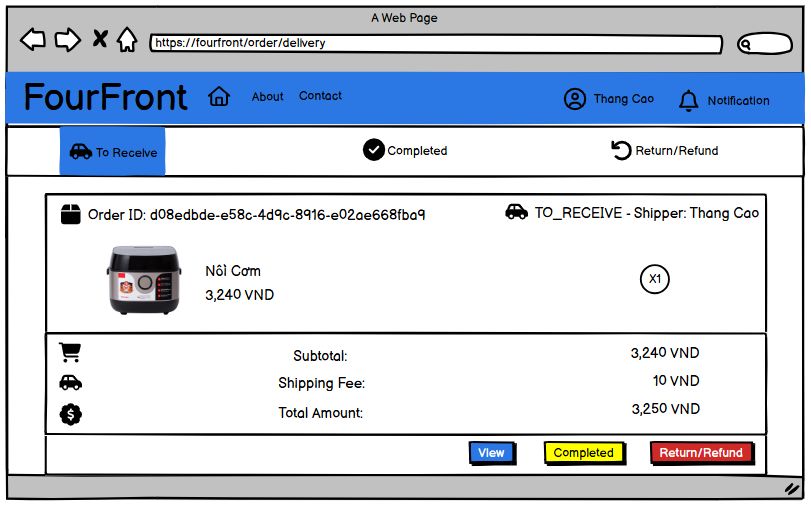 A Web Page
https://fourfront/order/delivery
FourFront
About
Contact
Thang Cao
Notification
To Receive
Completed
Return/Refund
Order ID: d08edbde-e58c-4d9c-8916-e02ae668fba9
TO_RECEIVE - Shipper: Thang Cao
Nồi Cơm
3,240 VND
X1
Subtotal:
3,240 VND
Shipping Fee:
10 VND
Total Amount:
3,250 VND
View
Completed
Return/Refund